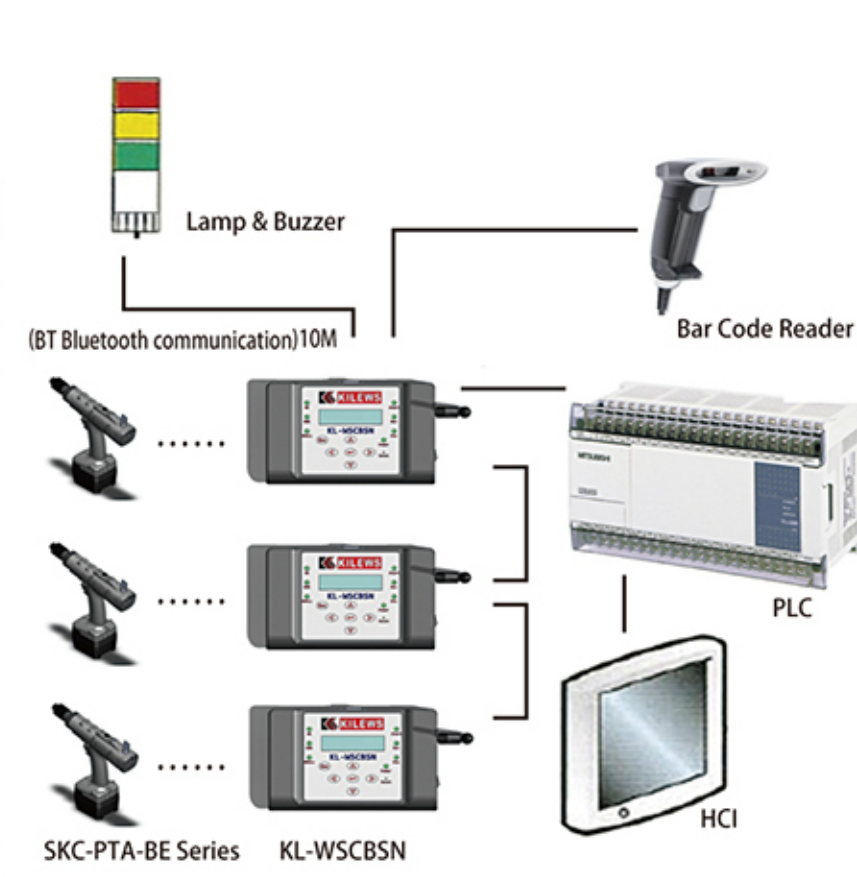 Lamp & Buzzer
Bar Code Reader
(BT Bluetooth communication)10M
KILEWS
KL-WSCBSN
MITSUBISHI
KILEWS
KL-WSCBSN
PLC
KILEWS
KL-WSCBSN
HCI
SKC-PTA-BE Series
KL-WSCBSN